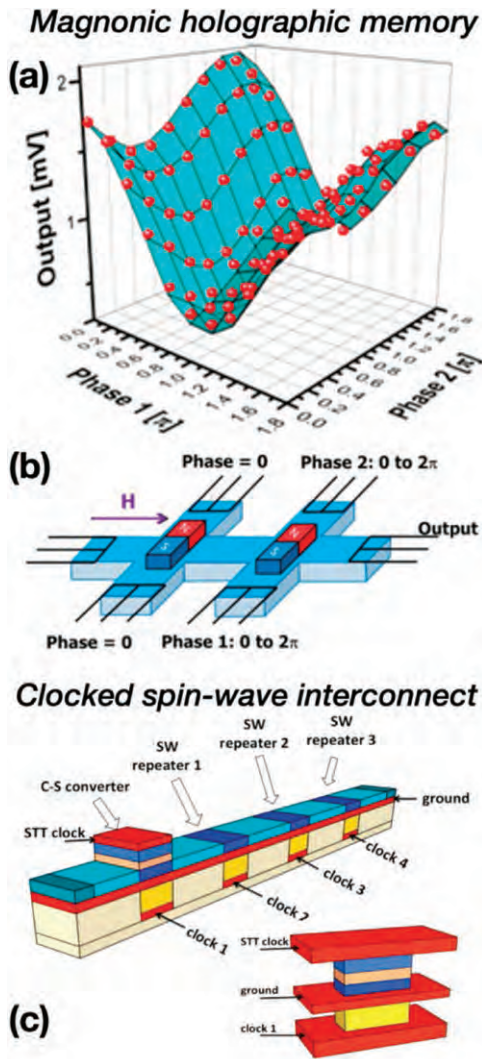 Magnonic holographic memory
(a)
2
1
Output [mV]
0.0
0.2
0.4
0.6
0.8
1.0
1.2
1.4
1.6
1.8
Phase 1 [π]
0.0
0.2
0.4
0.6
0.8
1.0
1.2
1.4
1.6
1.8
Phase 2 [π]
(b)
Phase = 0
Phase 2: 0 to 2π
H
N
S
S
Output
Phase = 0
Phase 1: 0 to 2π
Clocked spin-wave interconnect
SW
repeater 1
SW
repeater 2
SW
repeater 3
C-S converter
STT clock
ground
clock 4
clock 3
clock 2
clock 1
STT clock
ground
clock 1
(c)